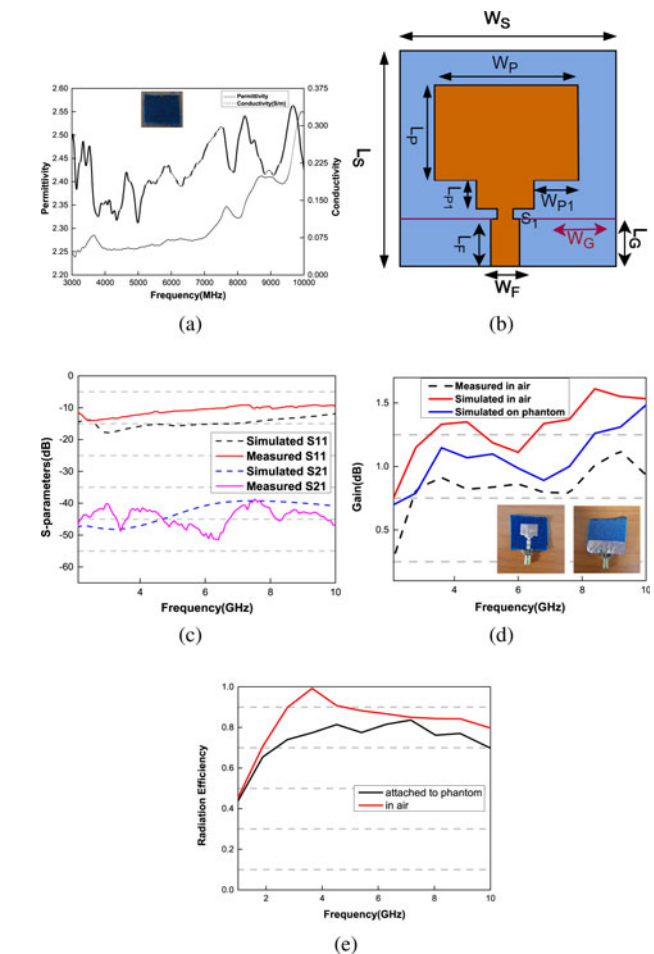 2.60
2.55
2.50
2.45
2.40
2.35
2.30
2.25
2.20
Permittivity
Permittivity
Conductivity(S/m)
0.375
0.300
0.225
0.150
0.075
0.000
Conductivity
3000 4000 5000 6000 7000 8000 9000 10000
Frequency(MHz)
(a)
WS
WP
LS
LP
LP1
WP1
S1
LF
WG
LG
WF
(b)
0
-10
-20
-30
-40
-50
-60
S-parameters(dB)
Simulated S11
Measured S11
Simulated S21
Measured S21
4 6 8 10
Frequency(GHz)
(c)
1.5
1.0
0.5
Gain(dB)
Measured in air
Simulated in air
Simulated on phantom
4 6 8 10
Frequency(GHz)
(d)
1.0
0.8
0.6
0.4
0.2
0.0
Radiation Efficiency
attached to phantom
in air
2 4 6 8 10
Frequency(GHz)
(e)